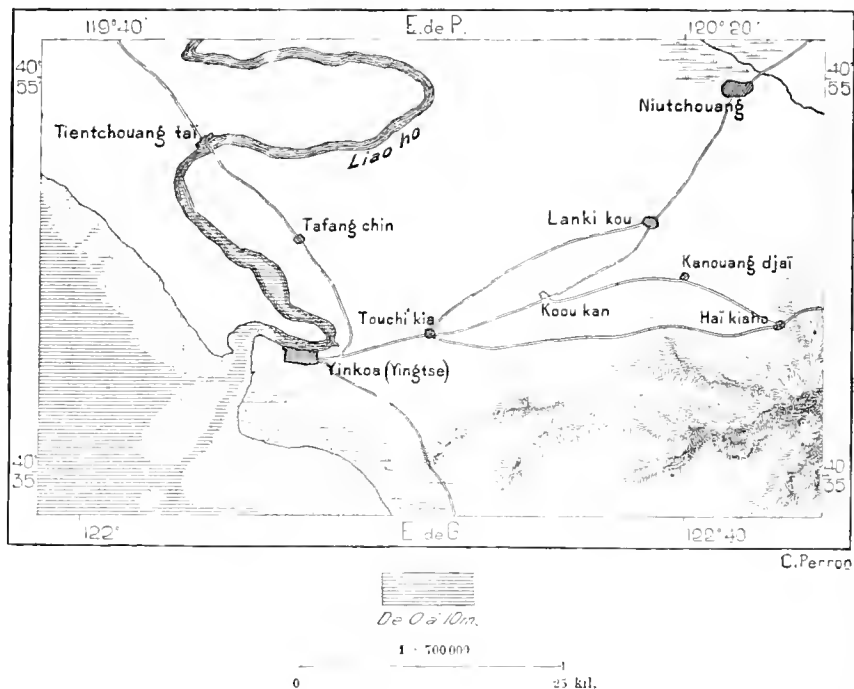 119°40'
E. de P.
120°20'
40°
55'
40°
55'
Niutchouang
Tientchouang taï
Liao ho
Lanki kou
Tafang chin
Kanouang djaï
Touchi kia
Koou kan
Haï kiaho
Yinkoa (Yingtse)
40°
35'
40°
35'
122°
E. de G
122°40
C. Perron
De 0 à 10 m.
1 : 700 000
0
25 kil.